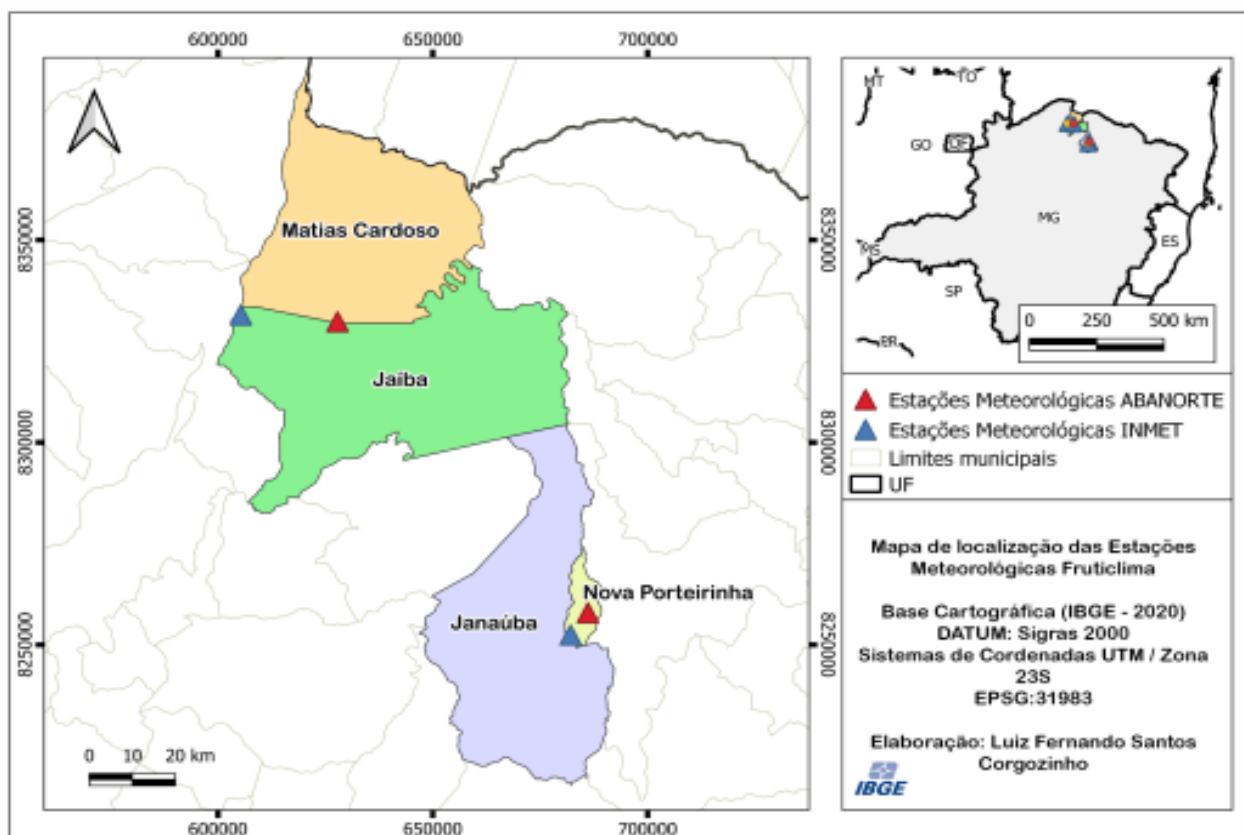 600000 650000 700000
8350000
8300000
8250000
Matias Cardoso
Jaíba
Janaúba
Nova Porteirinha
0 10 20 km
600000 650000 700000
8350000
8300000
8250000
MT
TO
GO
DF
MG
ES
MS
SP
PR
0 250 500 km
Estações Meteorológicas ABANORTE
Estações Meteorológicas INMET
Limites municipais
UF
Mapa de localização das Estações
Meteorológicas Fruticlima
Base Cartográfica (IBGE - 2020)
DATUM: Sigras 2000
Sistemas de Cordenadas UTM / Zona
23S
EPSG:31983
Elaboração: Luiz Fernando Santos
Corgozinho
IBGE